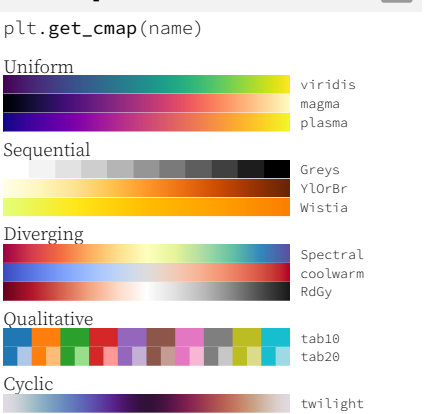 plt.get_cmap(name)
Uniform
viridis
magma
plasma
Sequential
Greys
YlOrBr
Wistia
Diverging
Spectral
coolwarm
RdGy
Qualitative
tab10
tab20
Cyclic
twilight